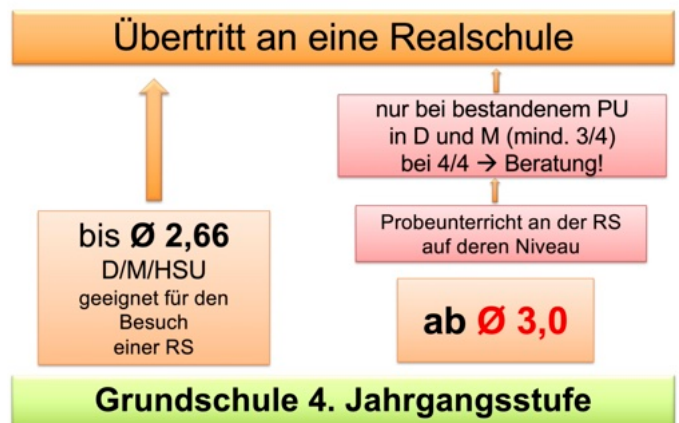 Übertritt an eine Realschule
nur bei bestandenem PU
in D und M (mind. 3/4)
bei 4/4 → Beratung!
bis Ø 2,66
D/M/HSU
geeignet für den
Besuch
einer RS
Probeunterricht an der RS
auf deren Niveau
ab Ø 3,0
Grundschule 4. Jahrgangsstufe